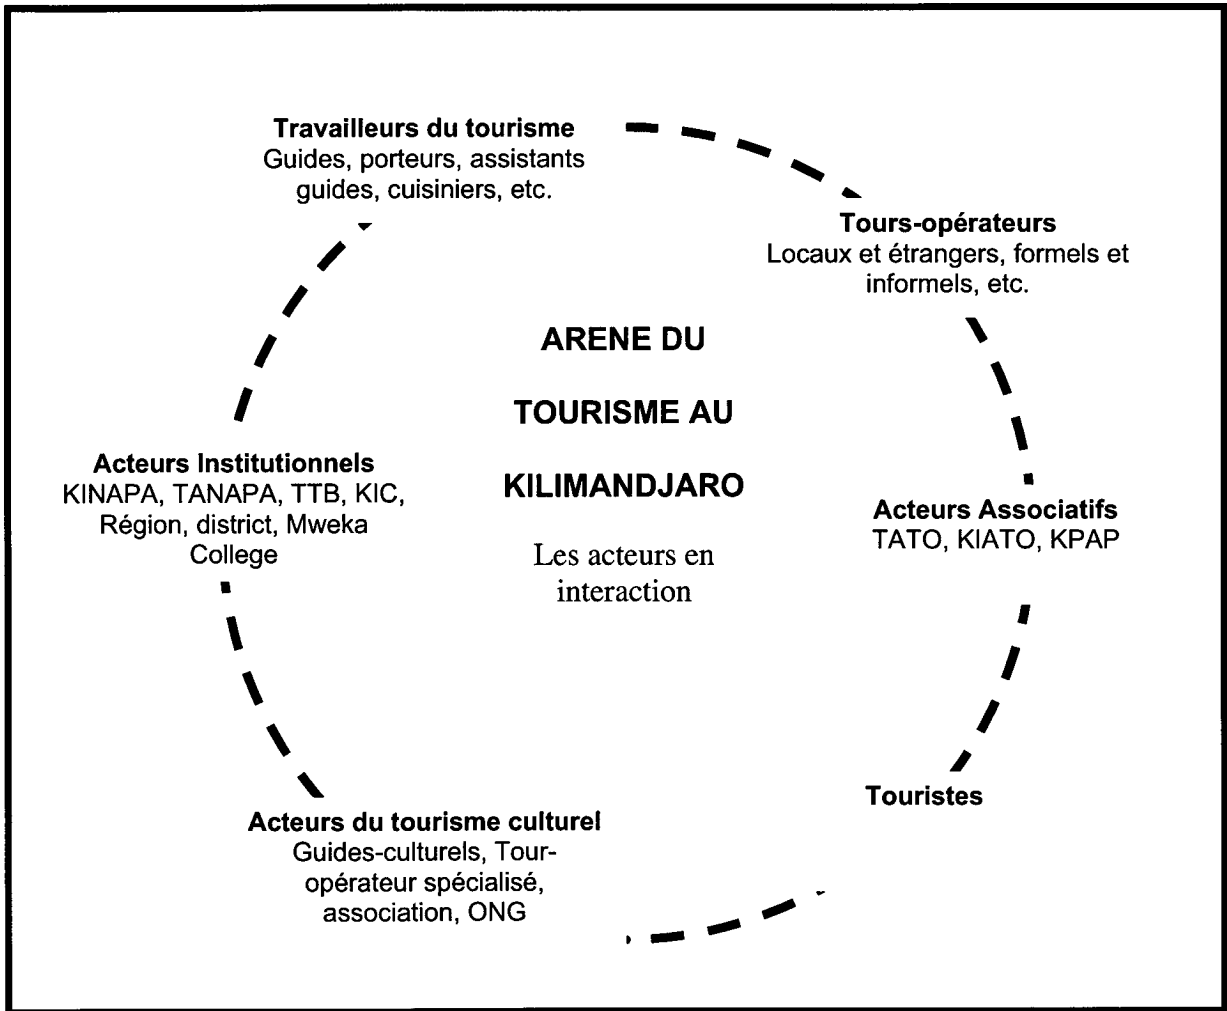 Travailleurs du tourisme
Guides, porteurs, assistants
guides, cuisiniers, etc.
Tours-opérateurs
Locaux et étrangers, formels et
informels, etc.
ARENE DU
TOURISME AU
KILIMANDJARO
Les acteurs en
interaction
Acteurs Institutionnels
KINAPA, TANAPA, TTB, KIC,
Région, district, Mweka
College
Acteurs Associatifs
TATO, KIATO, KPAP
Touristes
Acteurs du tourisme culturel
Guides-culturels, Tour-
opérateur spécialisé,
association, ONG